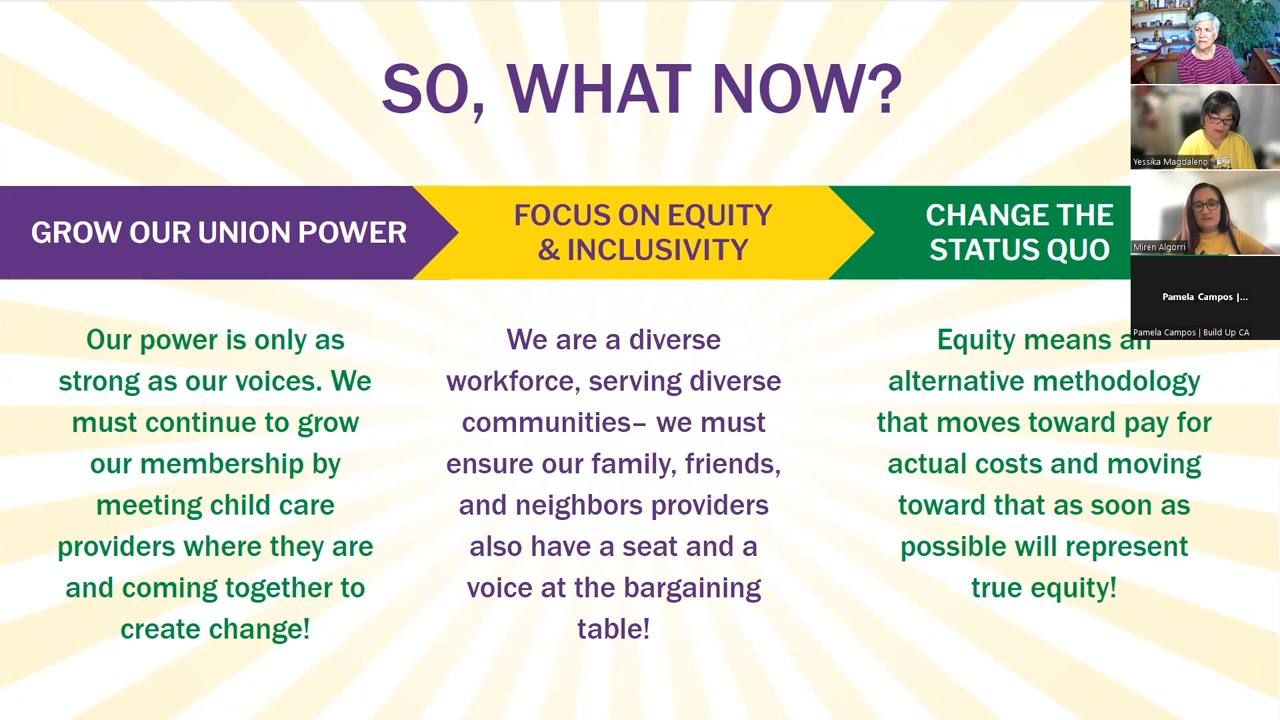 SO, WHAT NOW?
GROW OUR UNION POWER
FOCUS ON EQUITY
& INCLUSIVITY
CHANGE THE
STATUS QUO
Our power is only as
strong as our voices. We
must continue to grow
our membership by
meeting child care
providers where they are
and coming together to
create change!
We are a diverse
workforce, serving diverse
communities– we must
ensure our family, friends,
and neighbors providers
also have a seat and a
voice at the bargaining
table!
Equity means an
alternative methodology
that moves toward pay for
actual costs and moving
toward that as soon as
possible will represent
true equity!
Yessika Magdaleno
Miren Algorri
Pamela Campos |...
Pamela Campos | Build Up CA